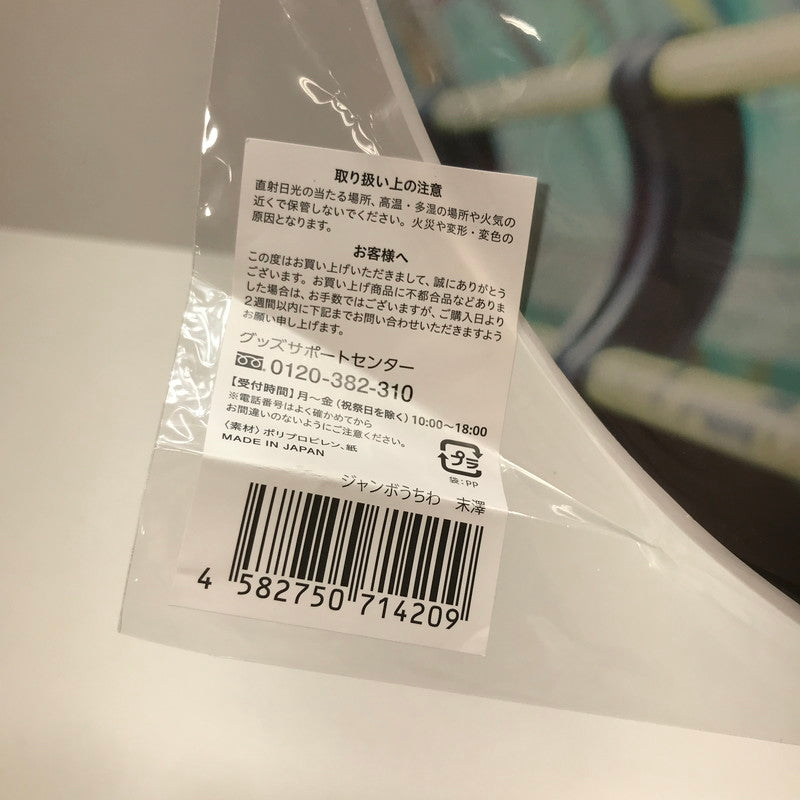 取り扱い上の注意
直射日光の当たる場所、高温・多湿の場所や火気の
近くで保管しないでください。火災や変形・変色の
原因となります。
お客様へ
この度はお買い上げいただきまして、誠にありがとう
ございます。お買い上げ商品に不都合品などありま
した場合は、お手数ではございますが、ご購入日より
2週間以内に下記までお問い合わせいただきますよう
お願い申し上げます。
グッズサポートセンター
0120-382-310
【受付時間】月〜金（祝祭日を除く）10:00〜18:00
※電話番号はよく確かめてから
お間違いのないようにご注意ください。
〈素材〉ポリプロピレン、紙
MADE IN JAPAN
プラ
袋:PP
ジャンボうちわ 末澤
4 582750 714209